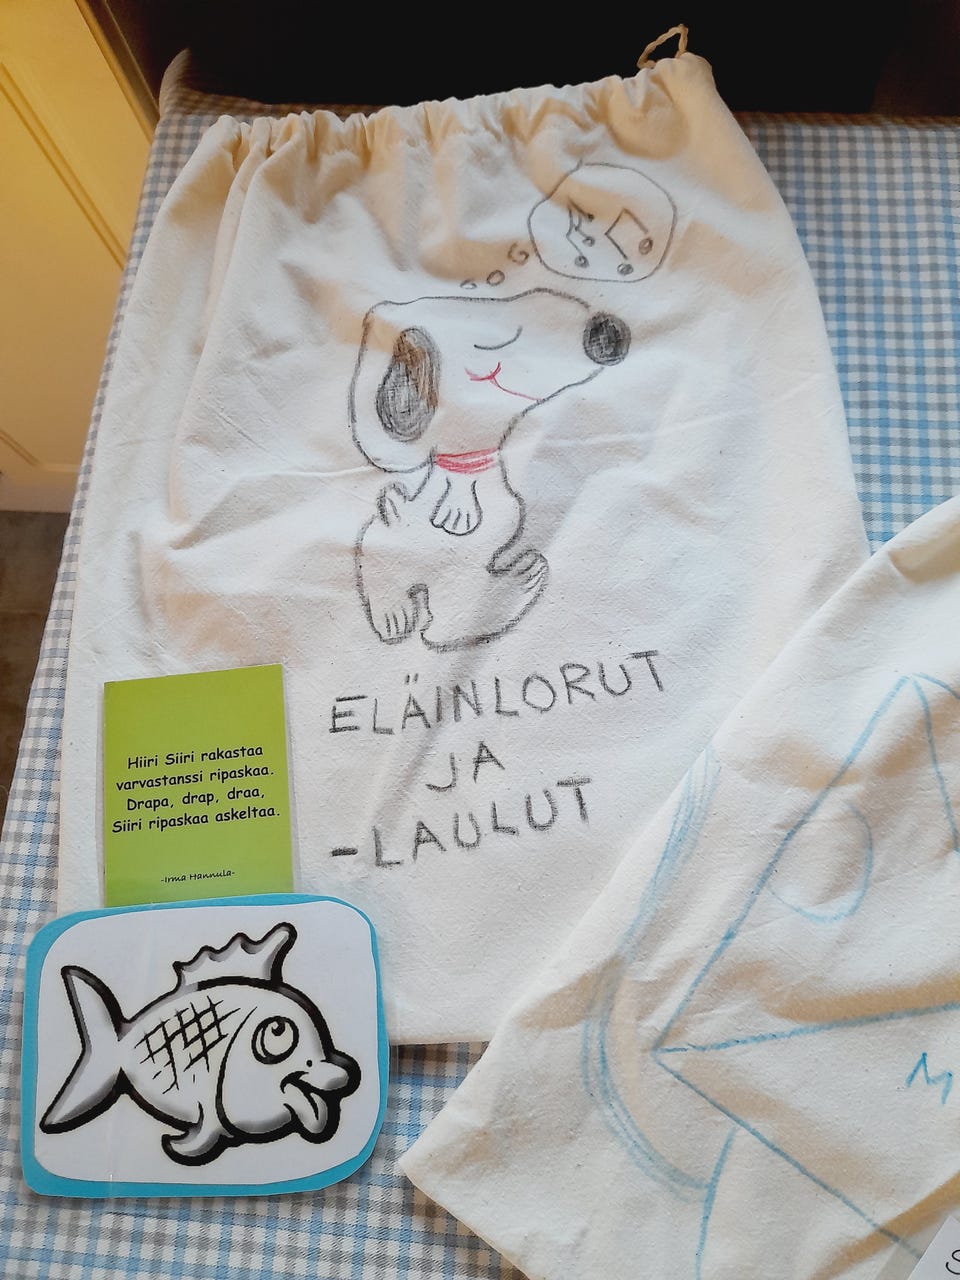 ELÄINLORUT
JA
-LAULUT
Hiiri Siiri rakastaa
varvastanssi ripaskaa.
Drapa, drap, draa,
Siiri ripaskaa askeltaa.
-Irma Hannula-
M
S